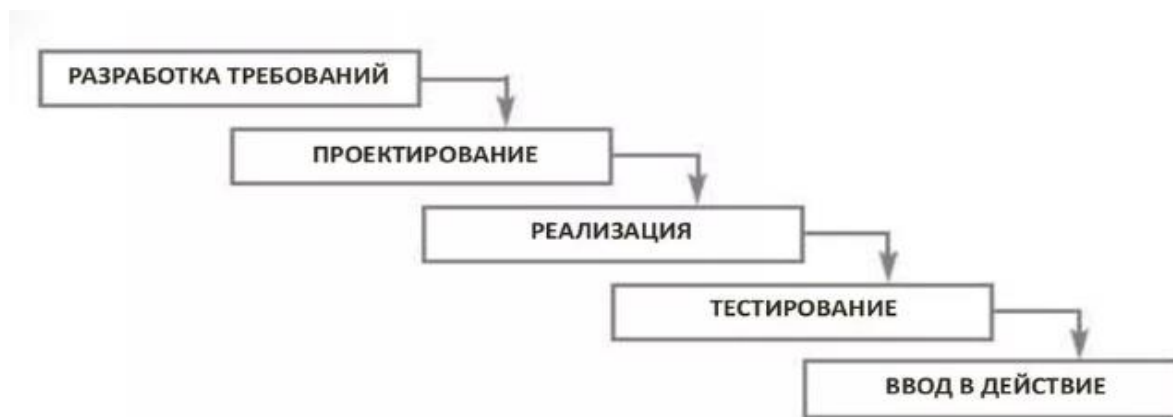 РАЗРАБОТКА ТРЕБОВАНИЙ
ПРОЕКТИРОВАНИЕ
РЕАЛИЗАЦИЯ
ТЕСТИРОВАНИЕ
ВВОД В ДЕЙСТВИЕ